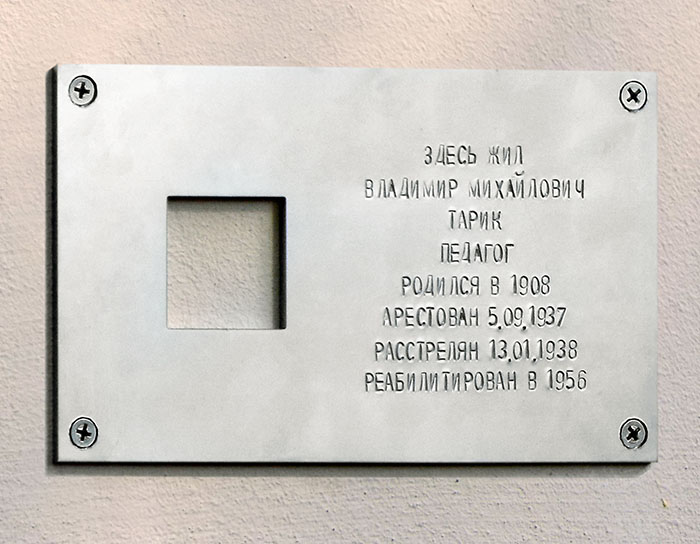 ЗДЕСЬ ЖИЛ
ВЛАДИМИР МИХАЙЛОВИЧ
ТАРИК
ПЕДАГОГ
РОДИЛСЯ В 1908
АРЕСТОВАН 5.09.1937
РАССТРЕЛЯН 13.01.1938
РЕАБИЛИТИРОВАН В 1956